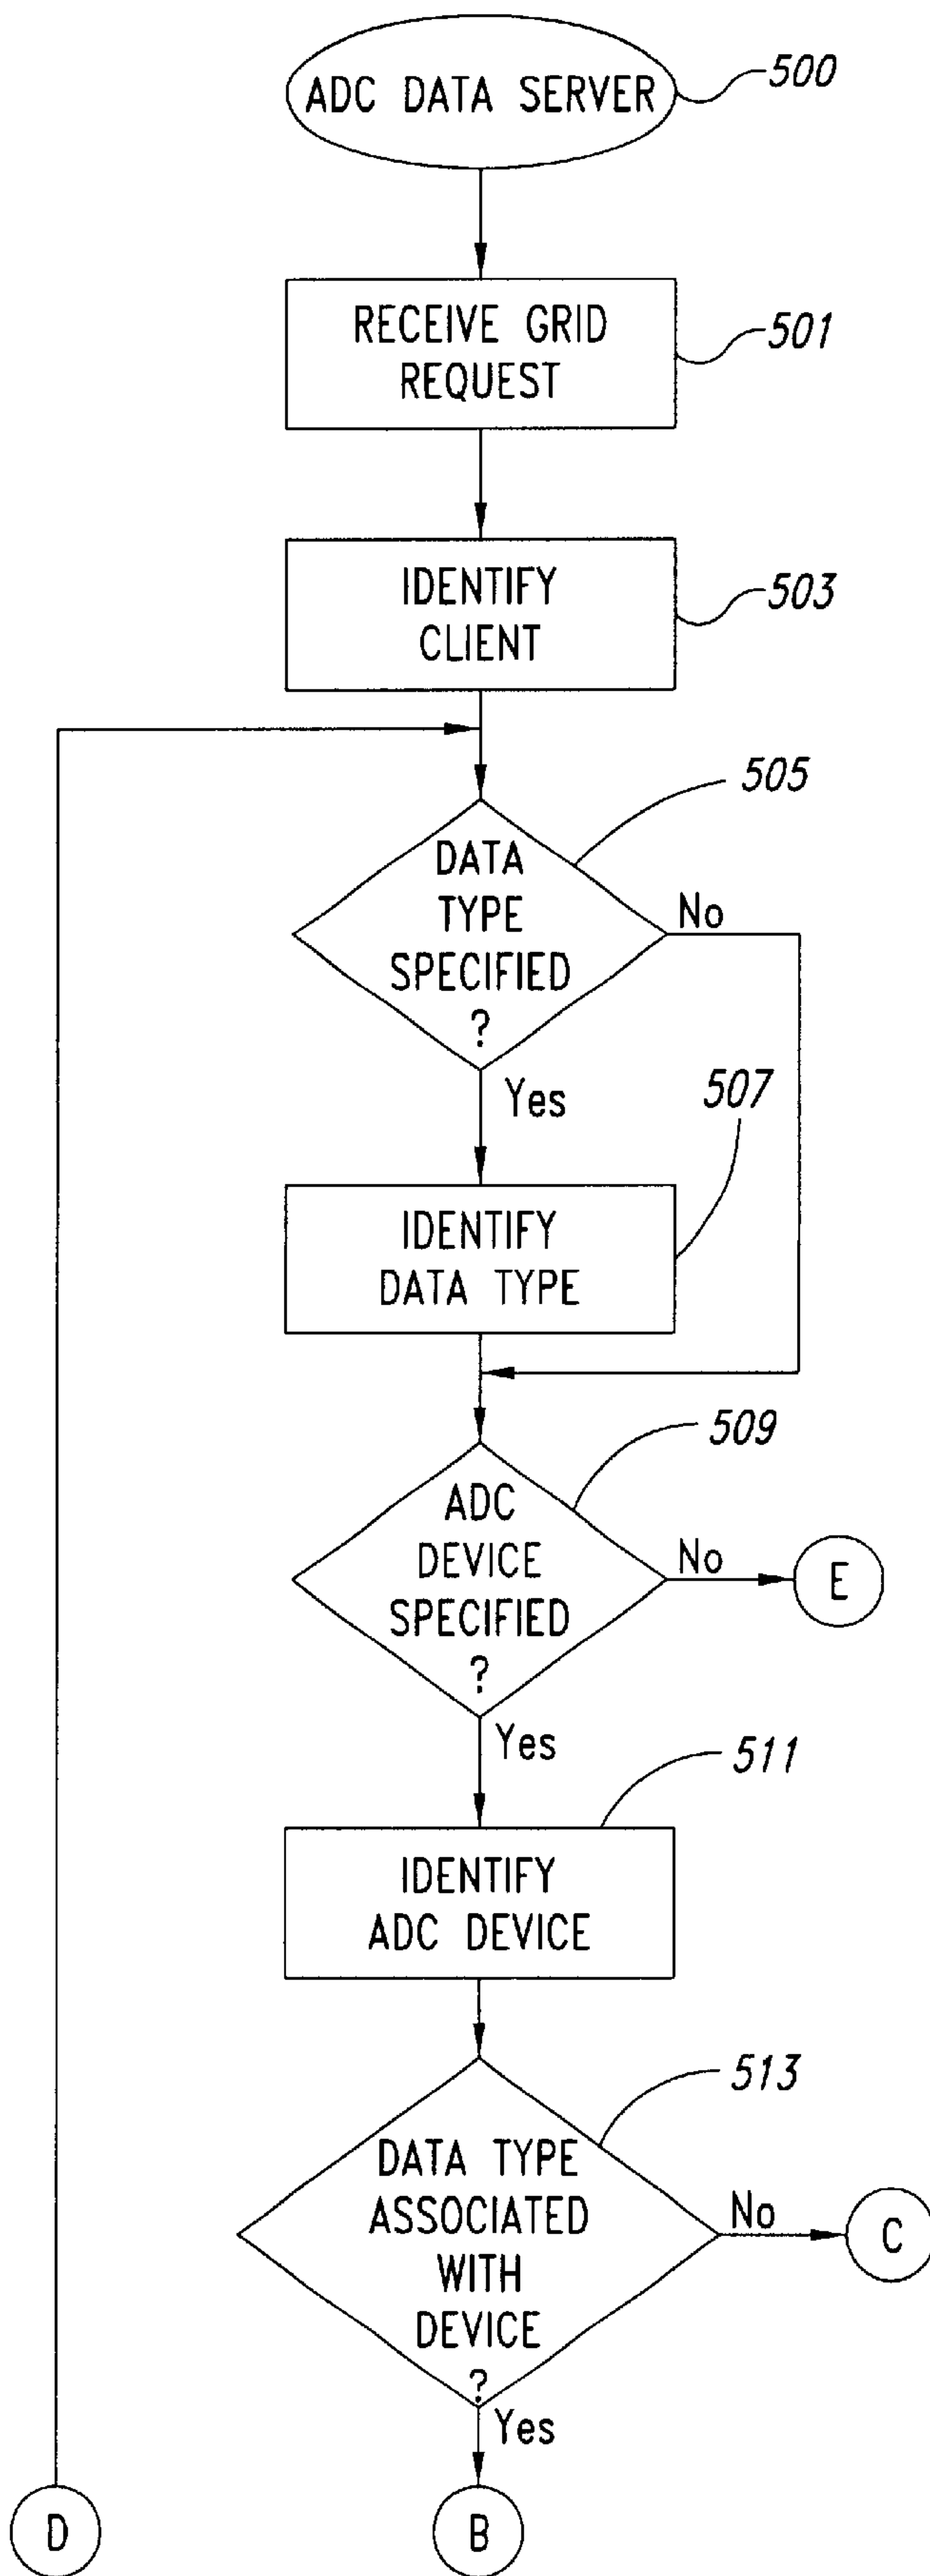 ADC DATA SERVER
500
RECEIVE GRID
REQUEST
501
IDENTIFY
CLIENT
503
505
DATA
TYPE
SPECIFIED
?
No
Yes
507
IDENTIFY
DATA TYPE
509
ADC
DEVICE
SPECIFIED
?
No
E
Yes
511
IDENTIFY
ADC DEVICE
513
DATA TYPE
ASSOCIATED
WITH
DEVICE
?
No
C
Yes
D
B